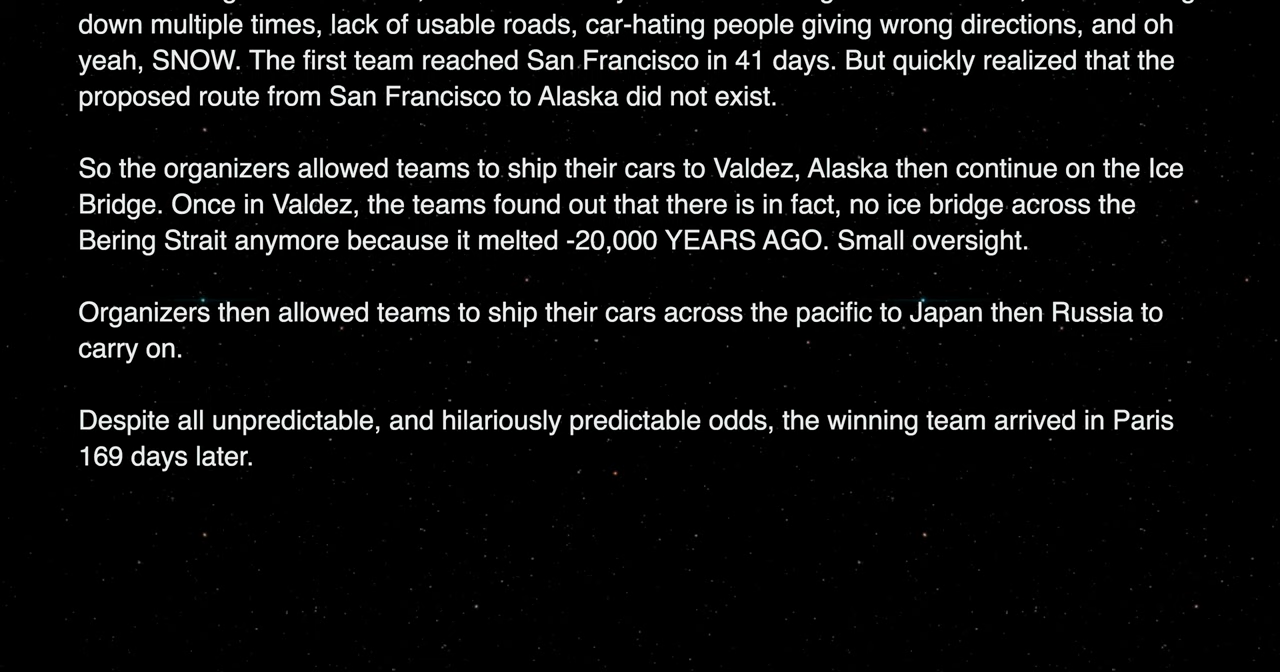 down multiple times, lack of usable roads, car-hating people giving wrong directions, and oh
yeah, SNOW. The first team reached San Francisco in 41 days. But quickly realized that the
proposed route from San Francisco to Alaska did not exist.
So the organizers allowed teams to ship their cars to Valdez, Alaska then continue on the Ice
Bridge. Once in Valdez, the teams found out that there is in fact, no ice bridge across the
Bering Strait anymore because it melted -20,000 YEARS AGO. Small oversight.
Organizers then allowed teams to ship their cars across the pacific to Japan then Russia to
carry on.
Despite all unpredictable, and hilariously predictable odds, the winning team arrived in Paris
169 days later.